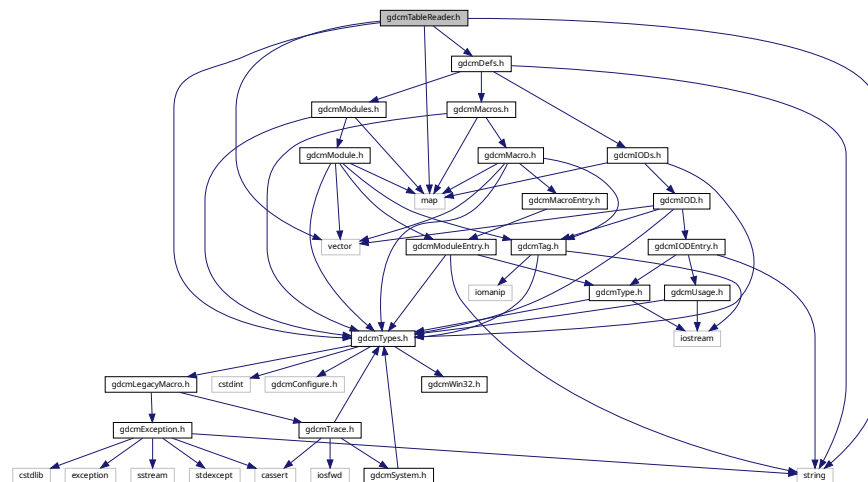 gdcmTableReader.h
gdcmDefs.h
gdcmModules.h
gdcmMacros.h
gdcmModule.h
gdcmMacro.h
gdcmIODs.h
map
gdcmMacroEntry.h
gdcmIOD.h
vector
gdcmModuleEntry.h
gdcmTag.h
gdcmIODEntry.h
iomanip
gdcmType.h
gdcmUsage.h
gdcmTypes.h
iostream
gdcmLegacyMacro.h
cstdint
gdcmConfigure.h
gdcmWin32.h
gdcmException.h
gdcmTrace.h
cstdlib
exception
sstream
stdexcept
cassert
iosfwd
gdcmSystem.h
string